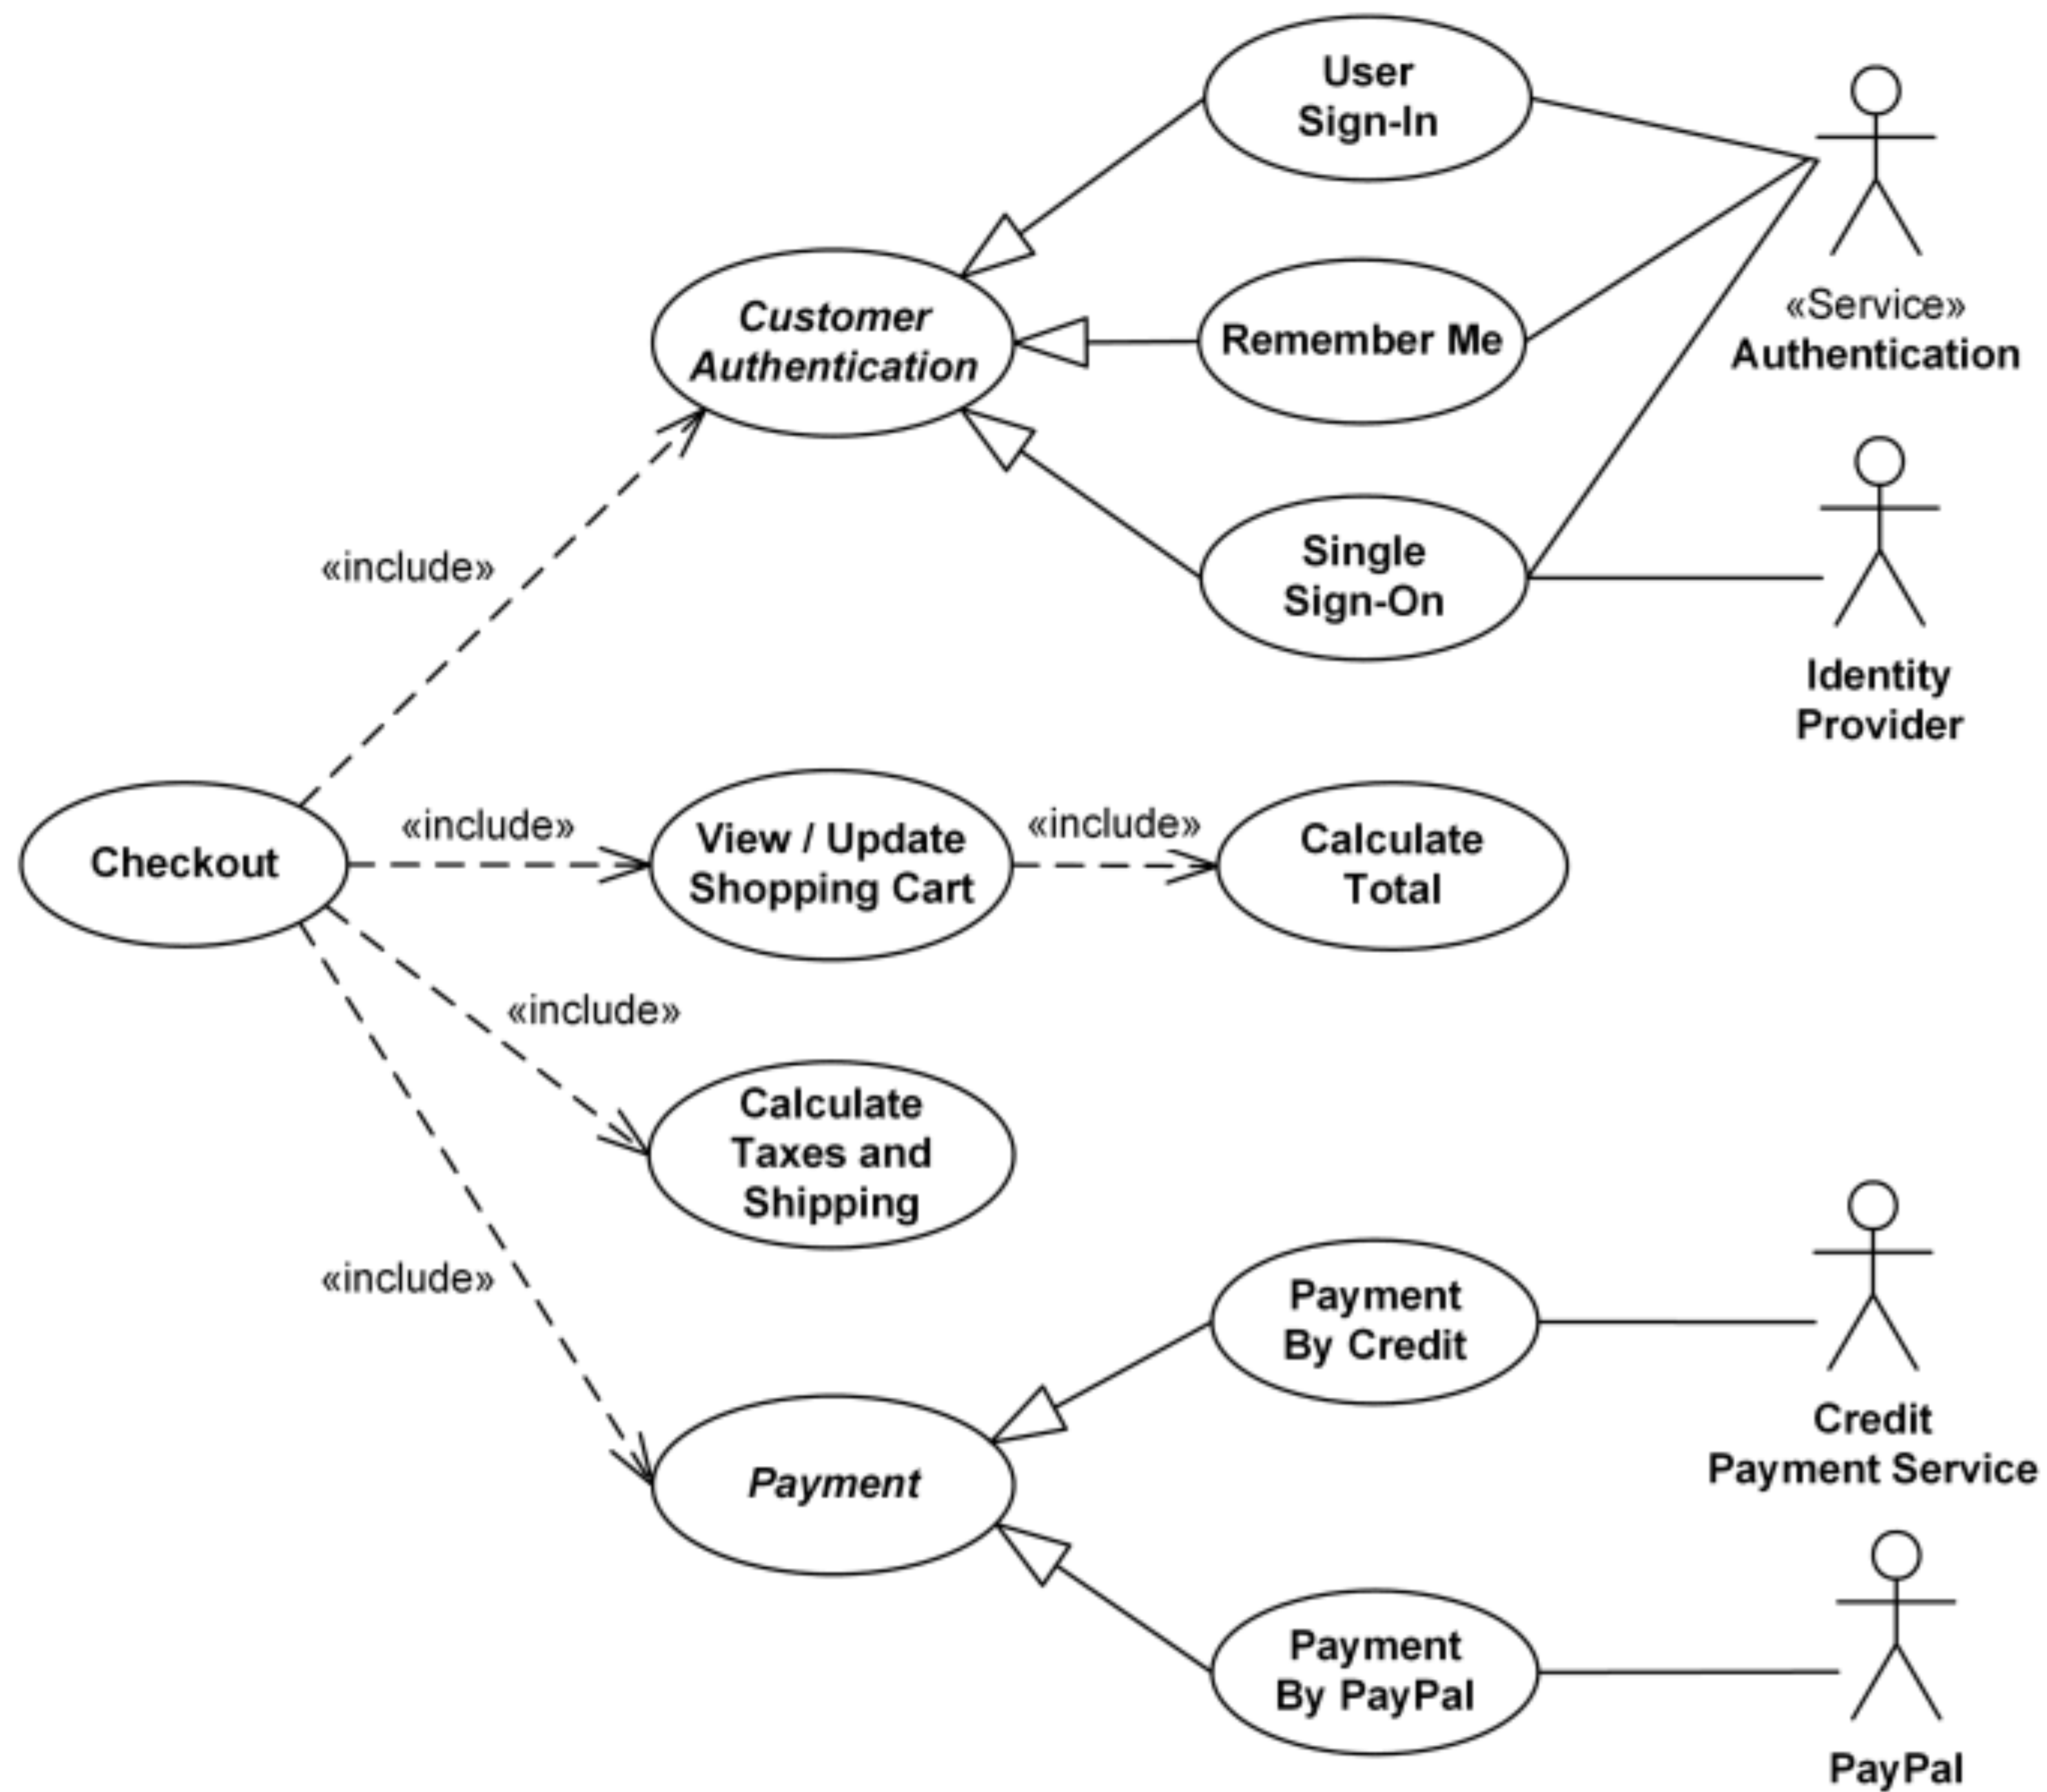 User
Sign-In
«Service»
Authentication
Customer
Authentication
Remember Me
Single
Sign-On
Identity
Provider
«include»
Checkout
«include»
View / Update
Shopping Cart
«include»
Calculate
Total
«include»
Calculate
Taxes and
Shipping
«include»
Payment
By Credit
Credit
Payment Service
Payment
Payment
By PayPal
PayPal